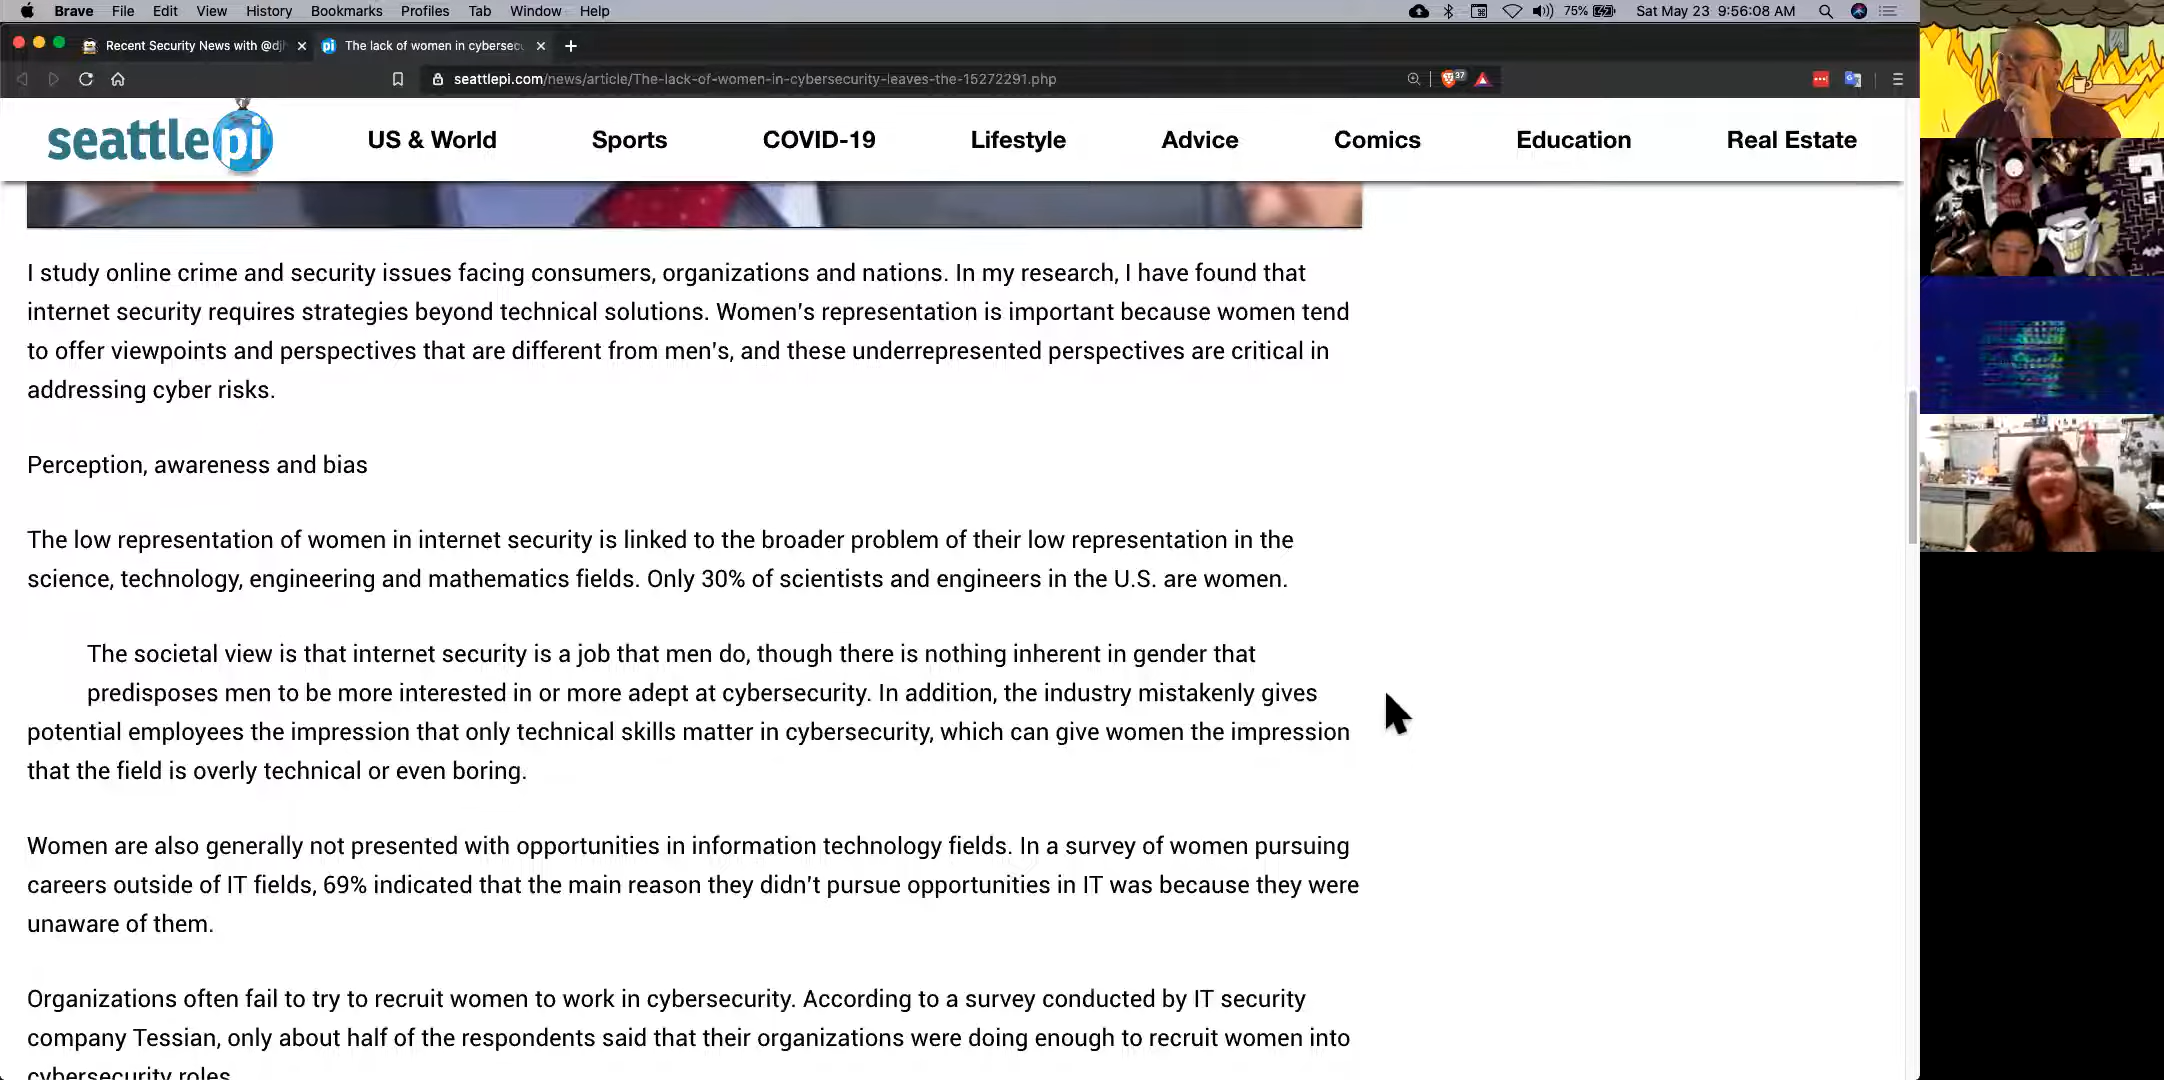 Brave File Edit View History Bookmarks Profiles Tab Window Help 75% Sat May 23 9:56:08 AM
Recent Security News with @dj
The lack of women in cybersec
seattlepi.com/news/article/The-lack-of-women-in-cybersecurity-leaves-the-15272291.php
37
seattlepi US & World Sports COVID-19 Lifestyle Advice Comics Education Real Estate
I study online crime and security issues facing consumers, organizations and nations. In my research, I have found that
internet security requires strategies beyond technical solutions. Women's representation is important because women tend
to offer viewpoints and perspectives that are different from men's, and these underrepresented perspectives are critical in
addressing cyber risks.
Perception, awareness and bias
The low representation of women in internet security is linked to the broader problem of their low representation in the
science, technology, engineering and mathematics fields. Only 30% of scientists and engineers in the U.S. are women.
The societal view is that internet security is a job that men do, though there is nothing inherent in gender that
predisposes men to be more interested in or more adept at cybersecurity. In addition, the industry mistakenly gives
potential employees the impression that only technical skills matter in cybersecurity, which can give women the impression
that the field is overly technical or even boring.
Women are also generally not presented with opportunities in information technology fields. In a survey of women pursuing
careers outside of IT fields, 69% indicated that the main reason they didn't pursue opportunities in IT was because they were
unaware of them.
Organizations often fail to try to recruit women to work in cybersecurity. According to a survey conducted by IT security
company Tessian, only about half of the respondents said that their organizations were doing enough to recruit women into
cybersecurity roles.
?